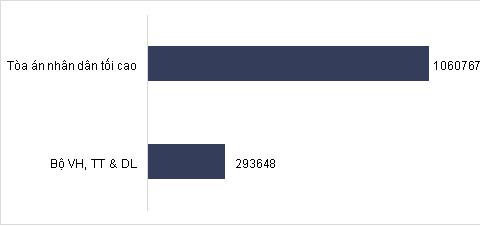 Tòa án nhân dân tối cao 1060767
Bộ VH, TT & DL 293648